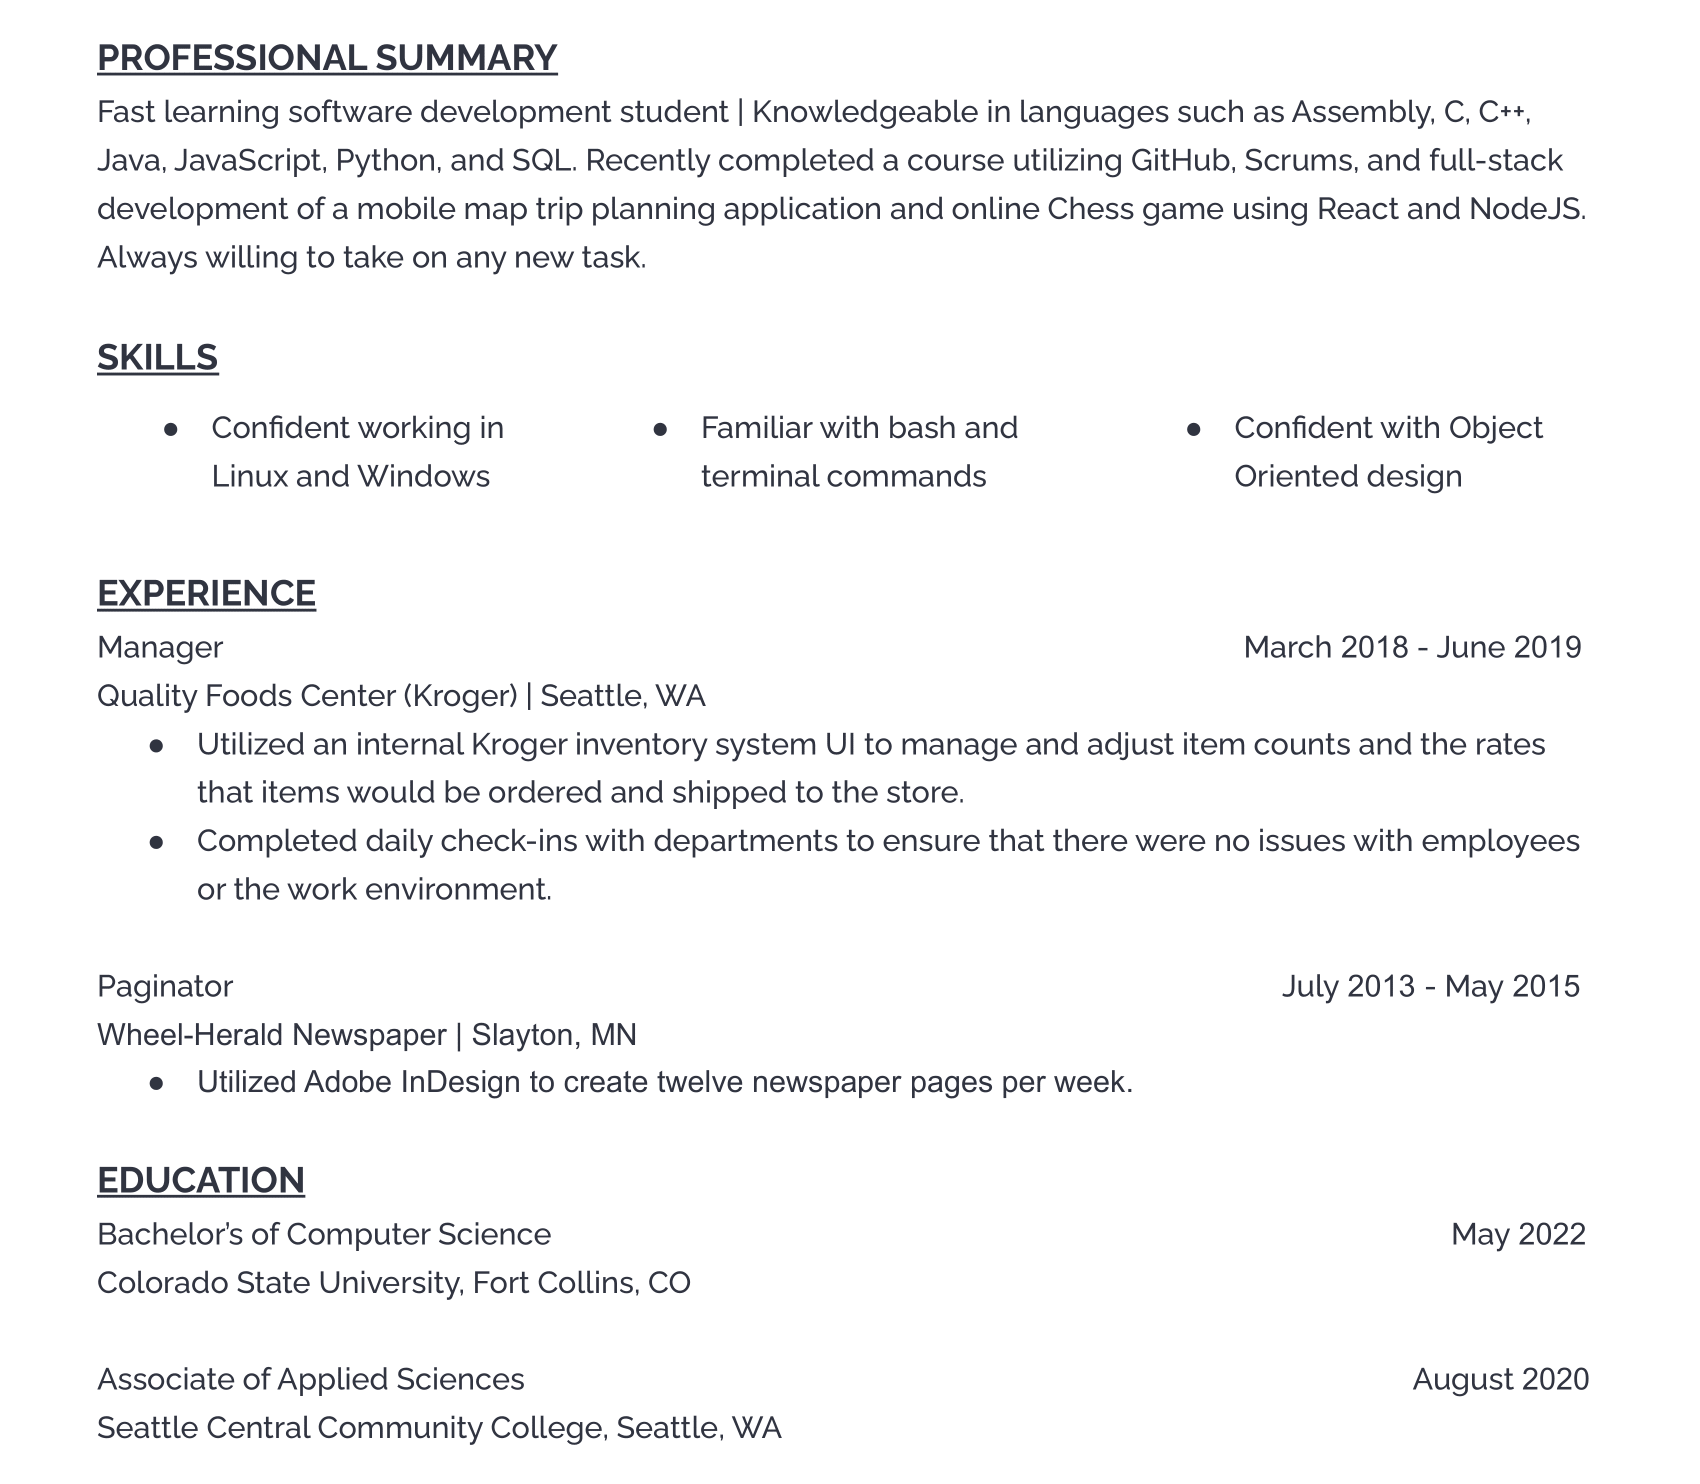 PROFESSIONAL SUMMARY
Fast learning software development student | Knowledgeable in languages such as Assembly, C, C++,
Java, JavaScript, Python, and SQL. Recently completed a course utilizing GitHub, Scrums, and full-stack
development of a mobile map trip planning application and online Chess game using React and NodeJS.
Always willing to take on any new task.
SKILLS
● Confident working in
Linux and Windows
● Familiar with bash and
terminal commands
● Confident with Object
Oriented design
EXPERIENCE
Manager March 2018 - June 2019
Quality Foods Center (Kroger) | Seattle, WA
● Utilized an internal Kroger inventory system UI to manage and adjust item counts and the rates
that items would be ordered and shipped to the store.
● Completed daily check-ins with departments to ensure that there were no issues with employees
or the work environment.
Paginator July 2013 - May 2015
Wheel-Herald Newspaper | Slayton, MN
● Utilized Adobe InDesign to create twelve newspaper pages per week.
EDUCATION
Bachelor’s of Computer Science May 2022
Colorado State University, Fort Collins, CO
Associate of Applied Sciences August 2020
Seattle Central Community College, Seattle, WA